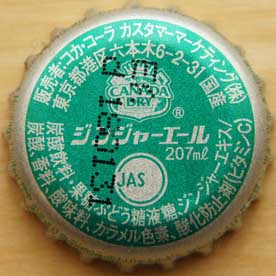 販売者:コカ・コーラ カスタマーマーケティング(株)
東京都港区六本木6-2-31 国産
CANADA
DRY
®
ジンジャーエール
207ml
JAS
炭酸飲料 果糖ぶどう糖液糖 ジンジャーエキス
炭酸 香料、酸味料、カラメル色素、酸化防止剤(ビタミンC)